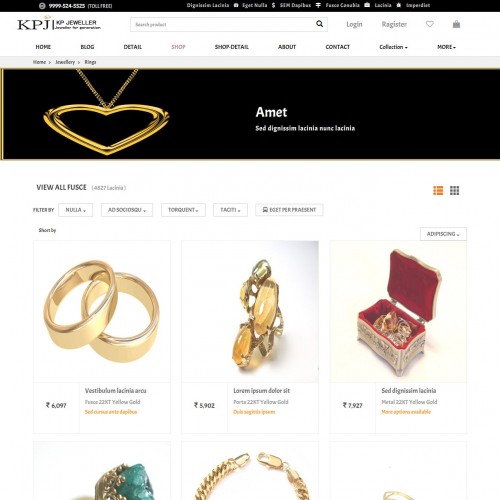 9999-524-5525 (TOLLFREE) Dignissim Lacinia Eget Nulla SEM Dapibus Fusce Conubia Lacinia Imperdiet
KPJ KP JEWELLER
Jeweller for generation
Search product
Login Ragister
HOME BLOG DETAIL SHOP SHOP-DETAIL ABOUT CONTACT Collection MORE
Home > Jewellery > Rings
Amet
Sed dignissim lacinia nunc lacinia
VIEW ALL FUSCE (4627 Lacinia)
FILTER BY NULLA AD SOCIOSQU TORQUENT TACITI EGET PER PRAESENT
Short by
ADIPISCING
₹ 6,097
Vestibulum lacinia arcu
Fusce 22KT Yellow Gold
Sed cursus ante dapibus
₹ 5,902
Lorem ipsum dolor sit
Porta 22KT Yellow Gold
Duis sagittis ipsum
₹ 7,927
Sed dignissim lacinia
Metal 22KT Yellow Gold
More options available